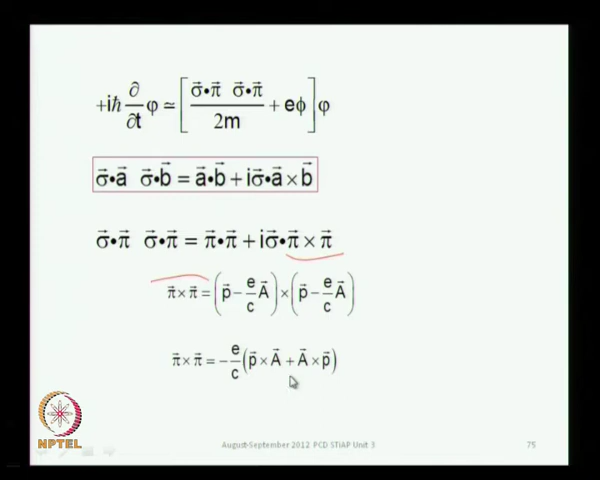 +iħ ∂/∂t φ ≃ [ σ⃗•π⃗ σ⃗•π⃗ / 2m + eϕ ] φ
σ⃗•a⃗ σ⃗•b⃗ = a⃗•b⃗ + iσ⃗•a⃗ × b⃗
σ⃗•π⃗ σ⃗•π⃗ = π⃗•π⃗ + iσ⃗•π⃗ × π⃗
π⃗ × π⃗ = (p⃗ − e/c A⃗) × (p⃗ − e/c A⃗)
π⃗ × π⃗ = − e/c (p⃗ × A⃗ + A⃗ × p⃗)
NPTEL
August-September 2012 PCD STIAP Unit 3
75